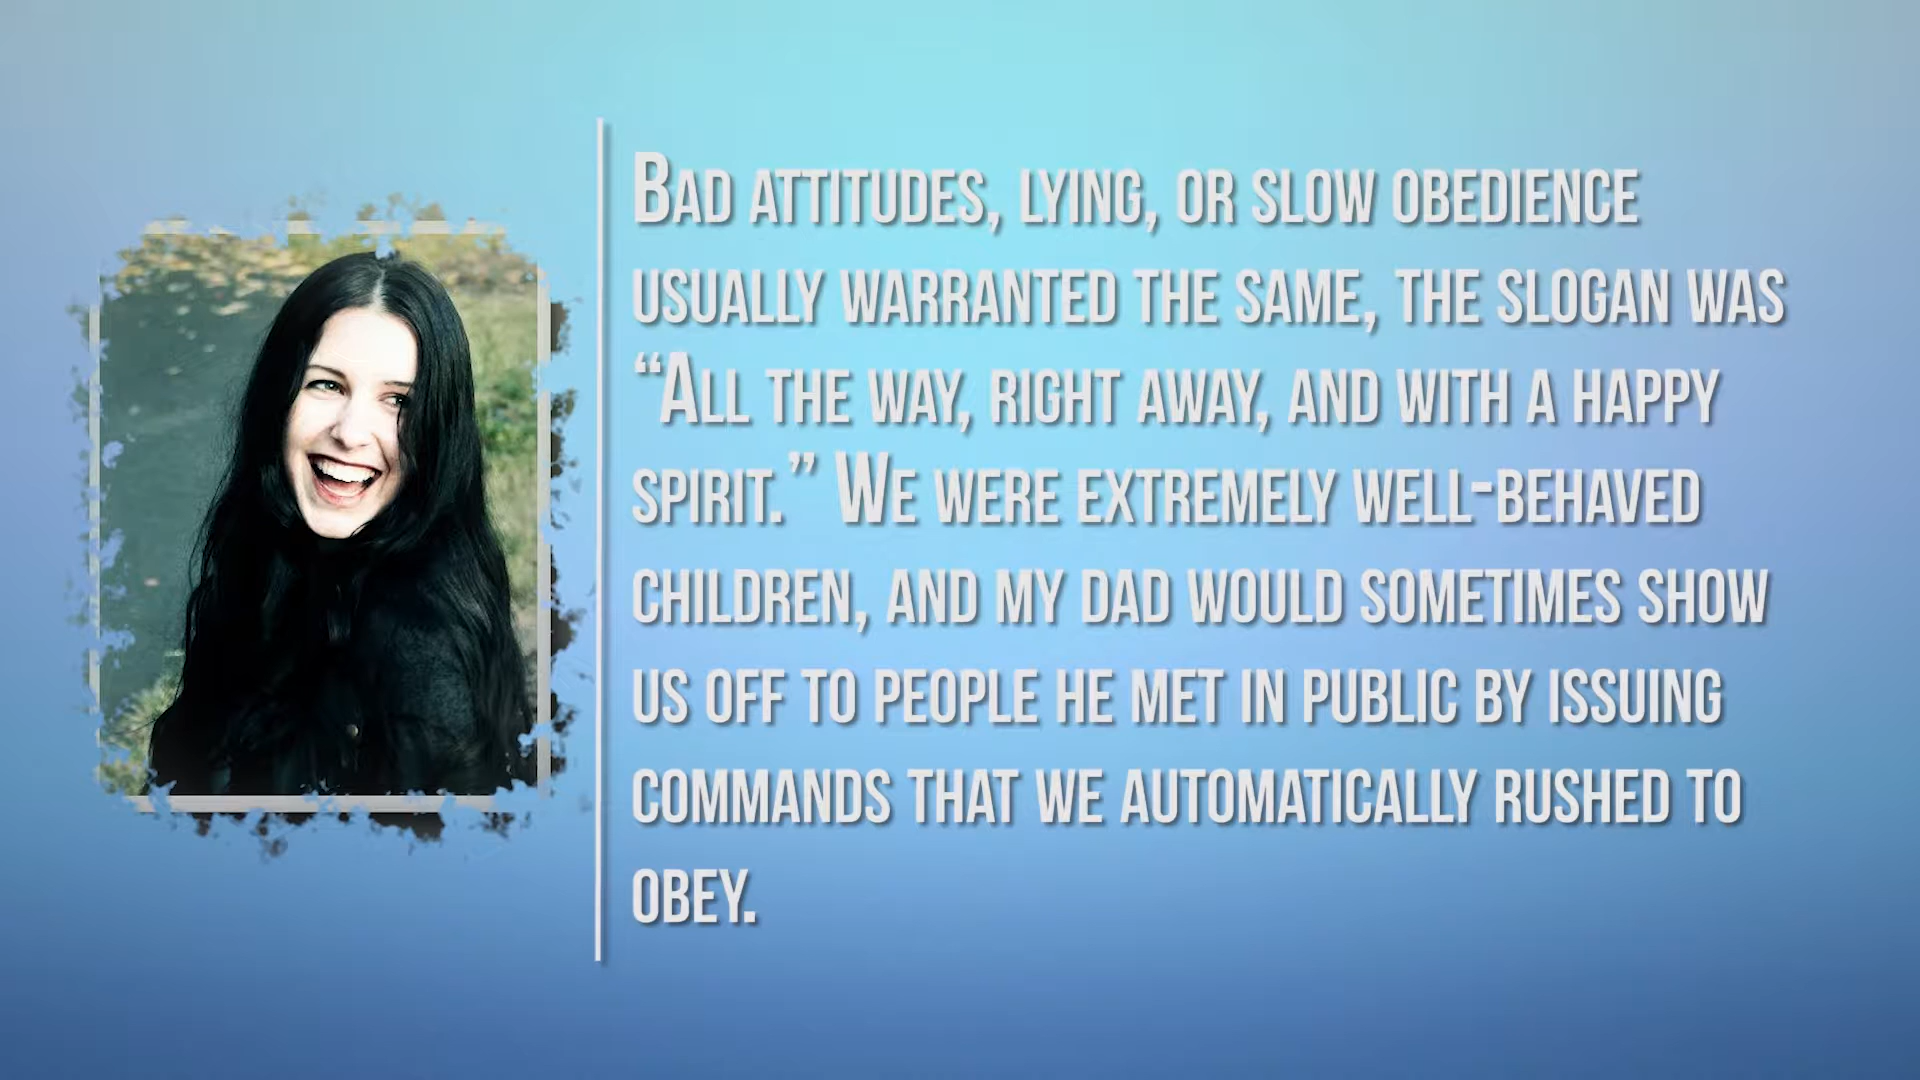 Bad attitudes, lying, or slow obedience
usually warranted the same, the slogan was
“All the way, right away, and with a happy
spirit.” We were extremely well-behaved
children, and my dad would sometimes show
us off to people he met in public by issuing
commands that we automatically rushed to
obey.